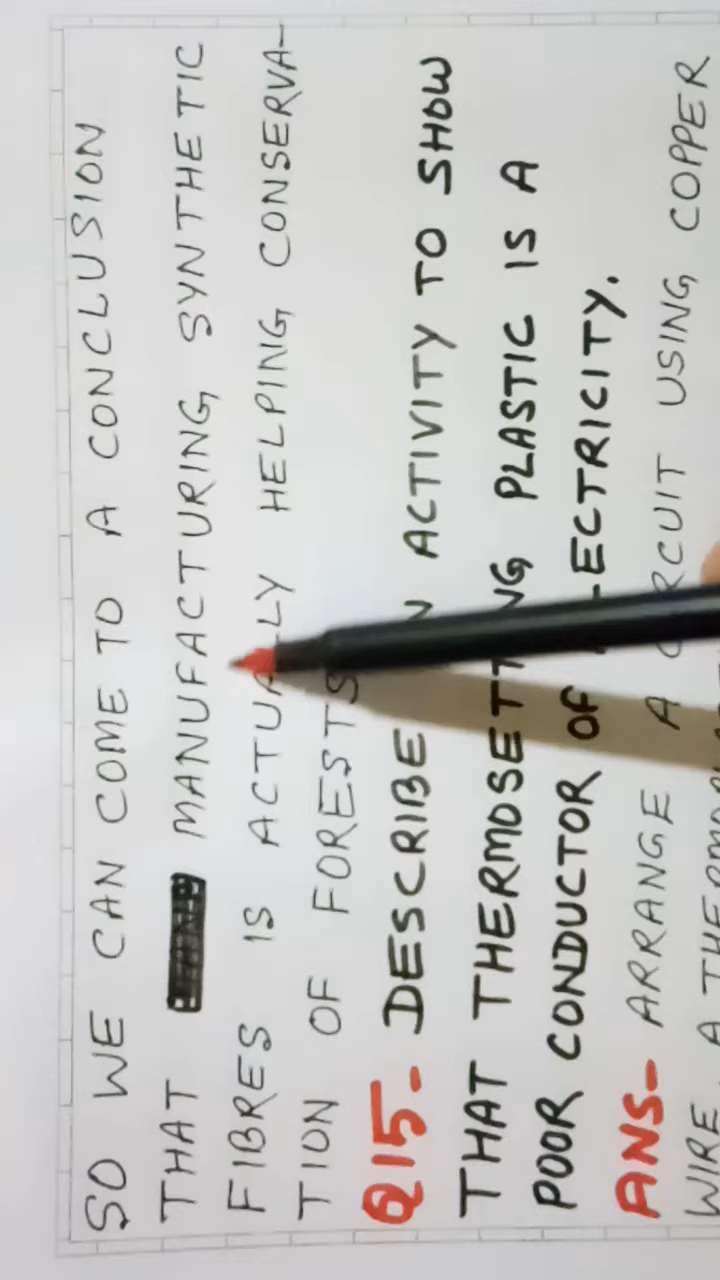 SO WE CAN COME TO A CONCLUSION
THAT MANUFACTURING SYNTHETIC
FIBRES IS ACTUALLY HELPING CONSERVA-
TION OF FORESTS
Q15- DESCRIBE ACTIVITY TO SHOW
THAT THERMOSETTING PLASTIC IS A
POOR CONDUCTOR OF ELECTRICITY.
ANS- ARRANGE A CIRCUIT USING COPPER
WIRE, A